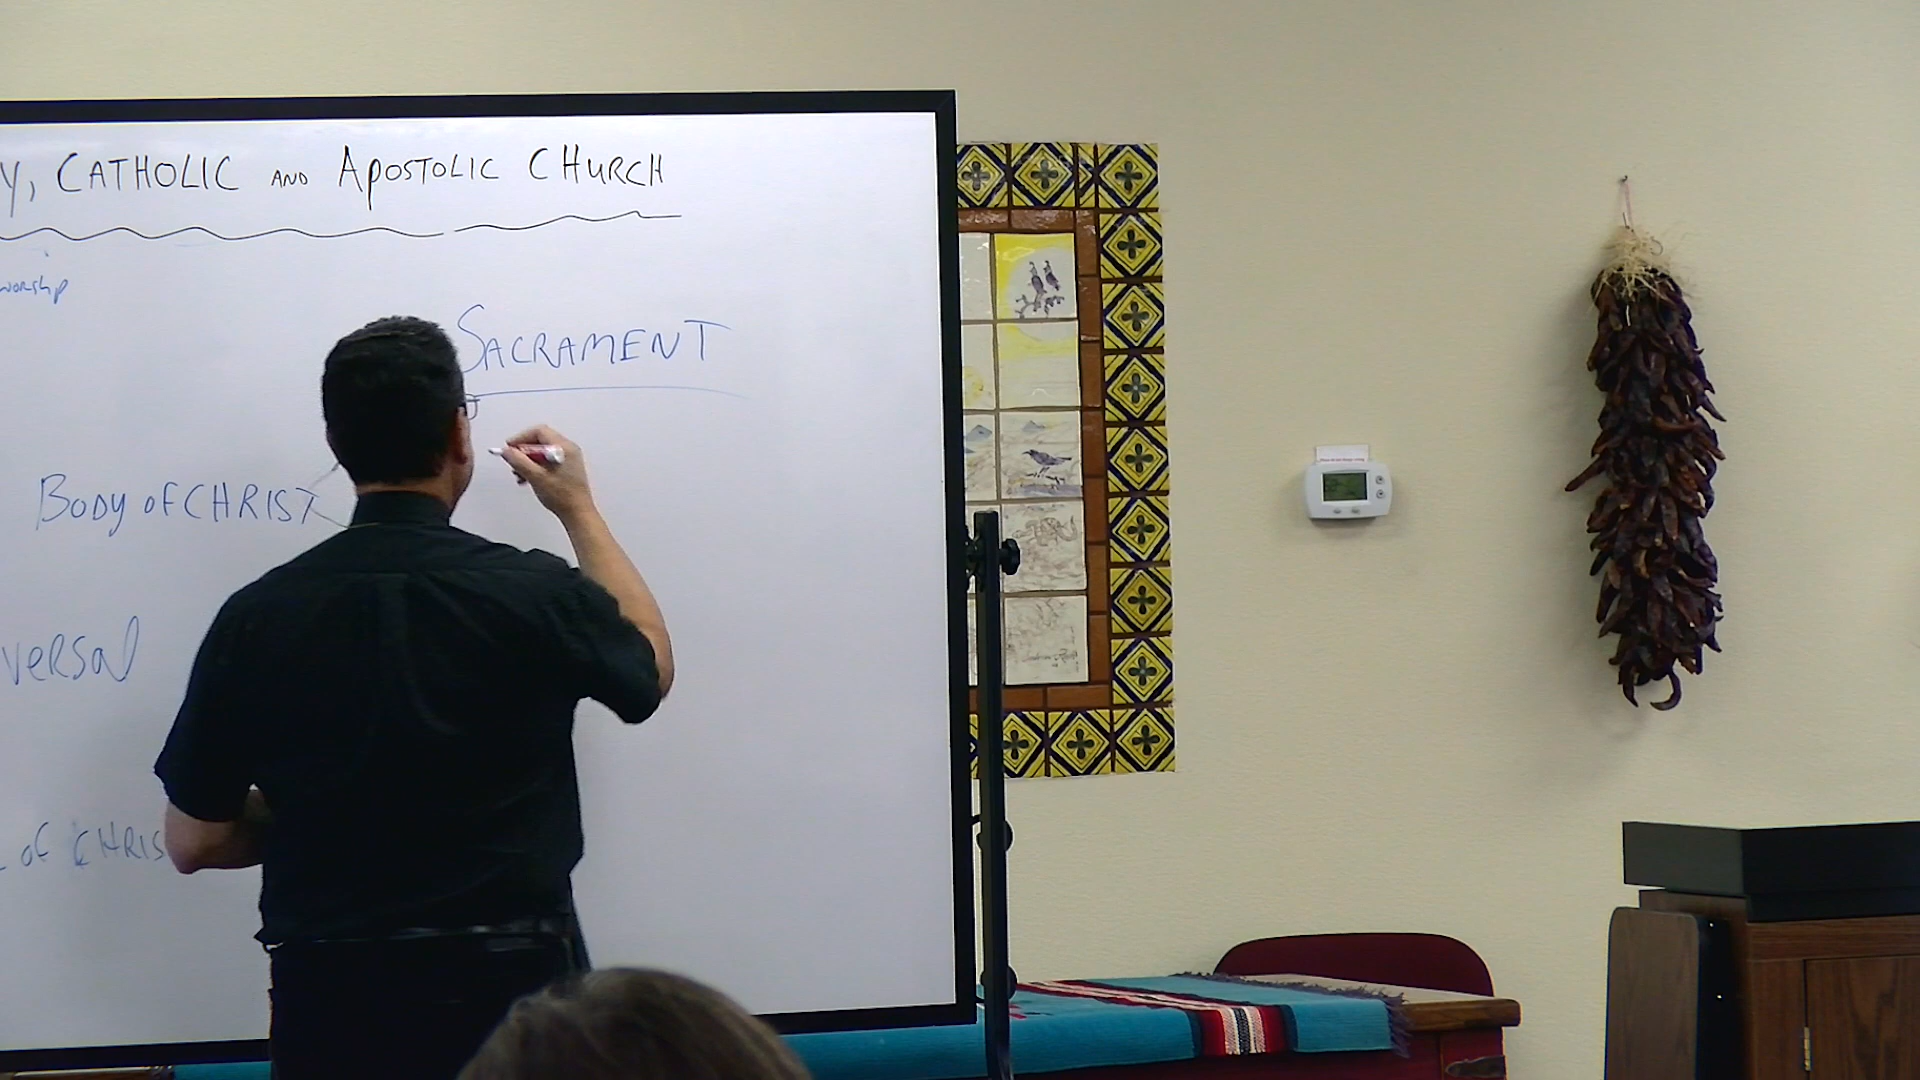 Y, CATHOLIC AND APOSTOLIC CHURCH
worship
SACRAMENT
BODY OF CHRIST
versal
OF CHRIS